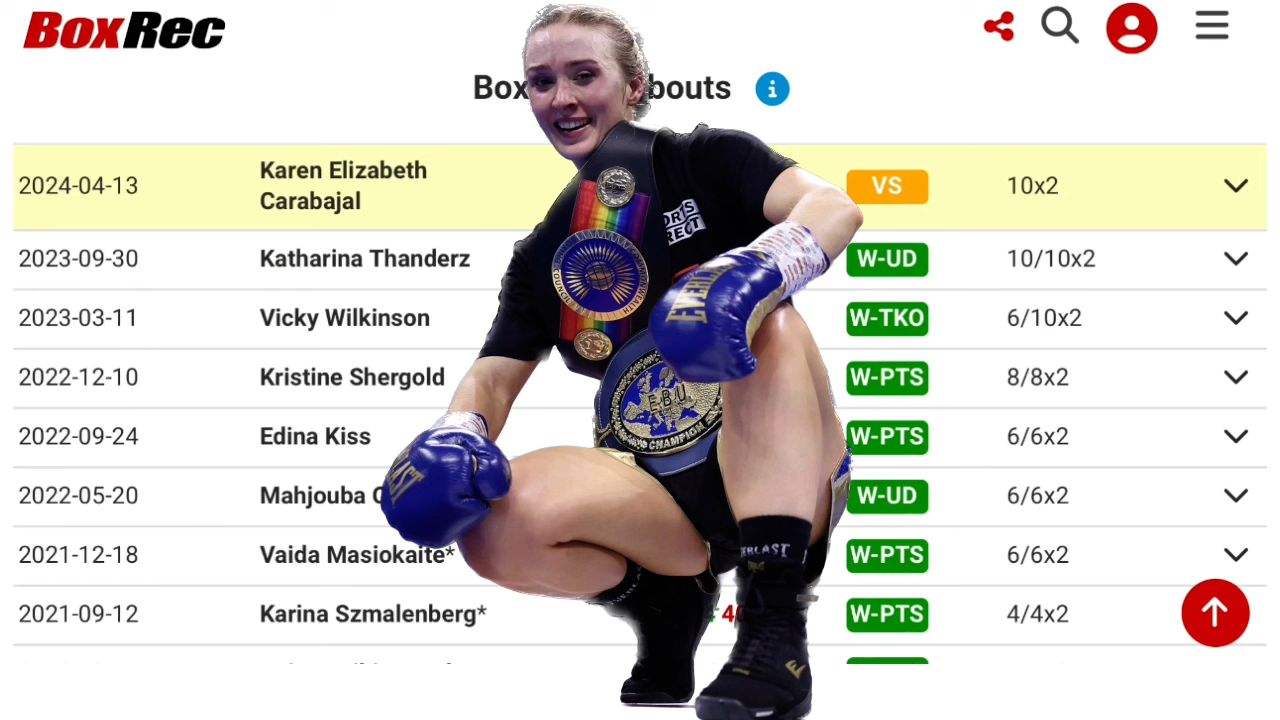 BoxRec
Box bouts
2024-04-13 Karen Elizabeth Carabajal VS 10x2
2023-09-30 Katharina Thanderz W-UD 10/10x2
2023-03-11 Vicky Wilkinson W-TKO 6/10x2
2022-12-10 Kristine Shergold W-PTS 8/8x2
2022-09-24 Edina Kiss W-PTS 6/6x2
2022-05-20 Mahjouba W-UD 6/6x2
2021-12-18 Vaida Masiokaite* W-PTS 6/6x2
2021-09-12 Karina Szmalenberg* W-PTS 4/4x2
EVERLAST
EBU
CHAMPION